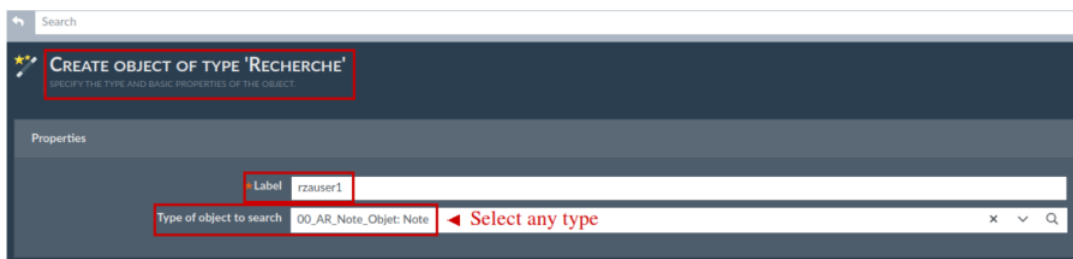 Search
CREATE OBJECT OF TYPE 'RECHERCHE'
SPECIFY THE TYPE AND BASIC PROPERTIES OF THE OBJECT.
Properties
*Label rzauser1
Type of object to search 00_AR_Note_Objet: Note ◄ Select any type